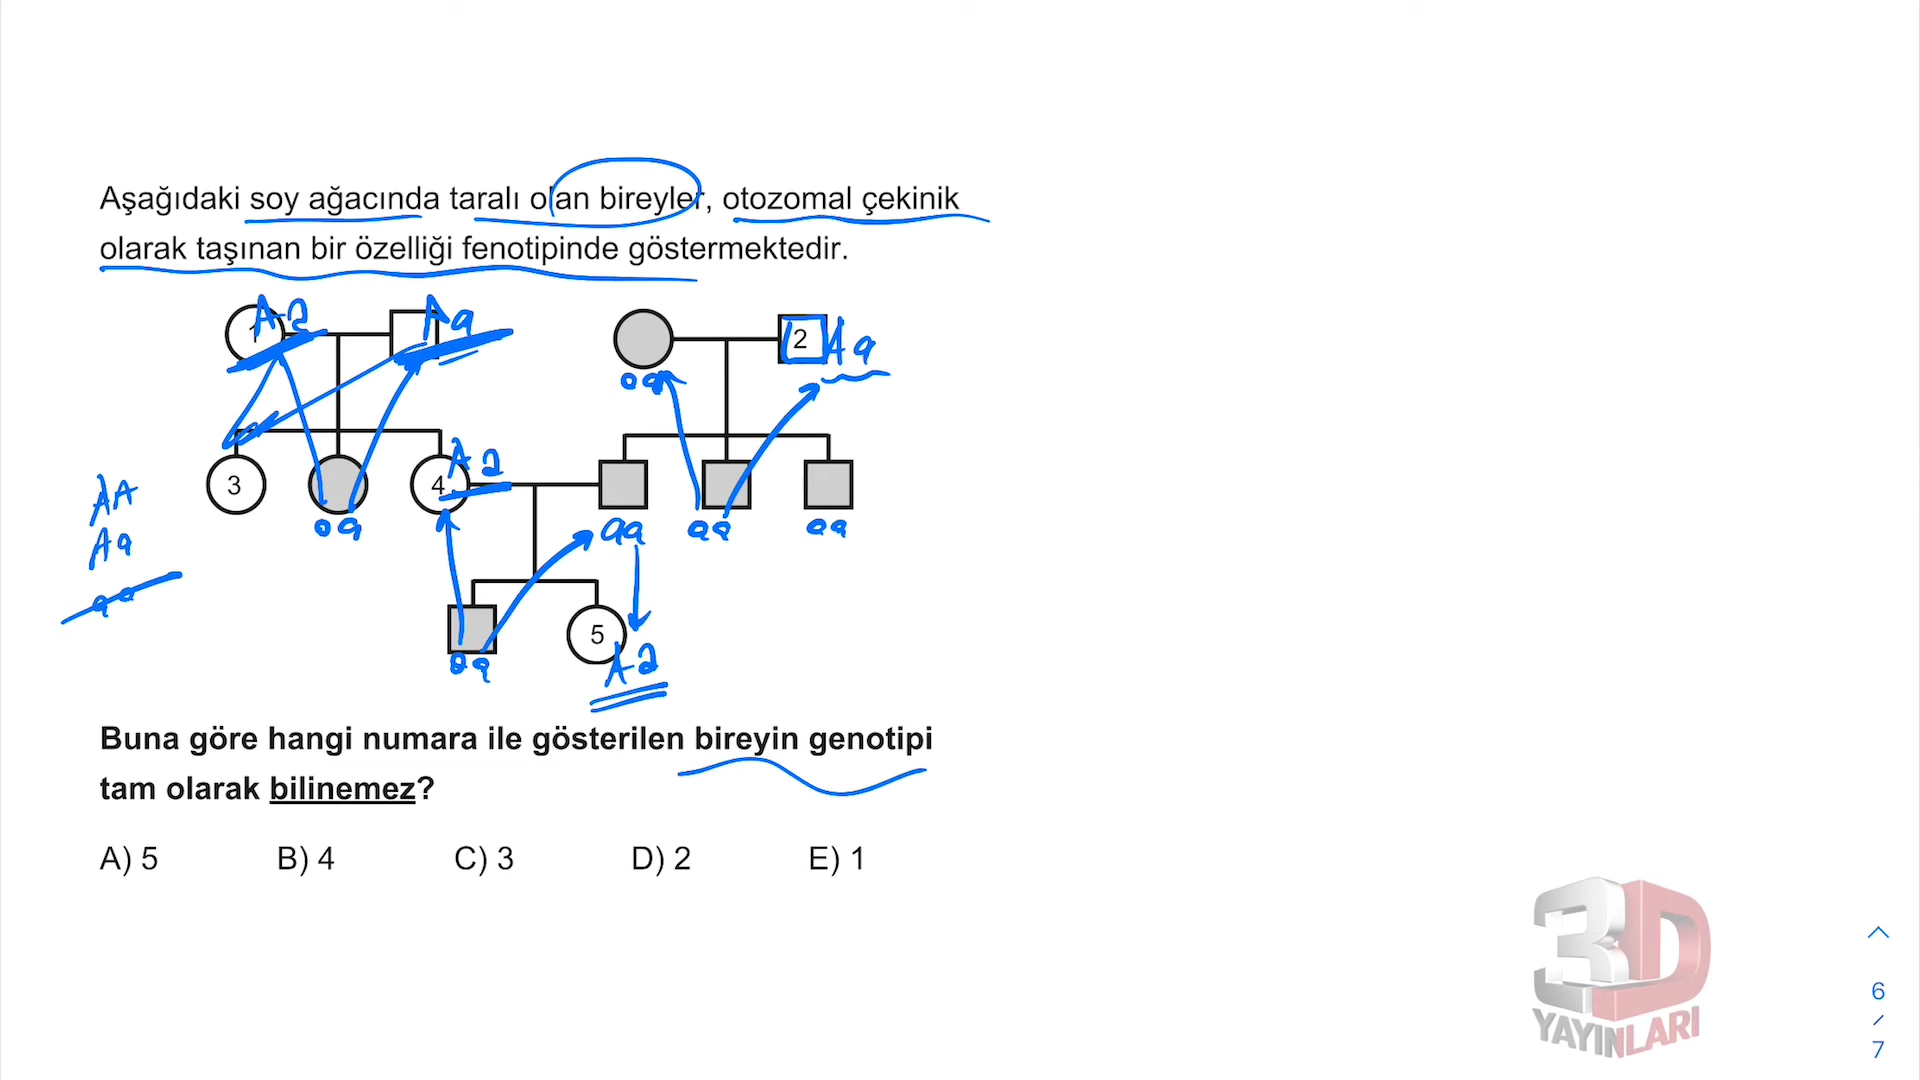 Aşağıdaki soy ağacında taralı olan bireyler, otozomal çekinik
olarak taşınan bir özelliği fenotipinde göstermektedir.
1 Aa
Aa
2 Aa
aa
3
aa
4 Aa
aa
aa
aa
AA
Aa
aa
aa
5
Aa
Buna göre hangi numara ile gösterilen bireyin genotipi
tam olarak bilinemez?
A) 5 B) 4 C) 3 D) 2 E) 1
3D
YAYINLARI
6
/
7